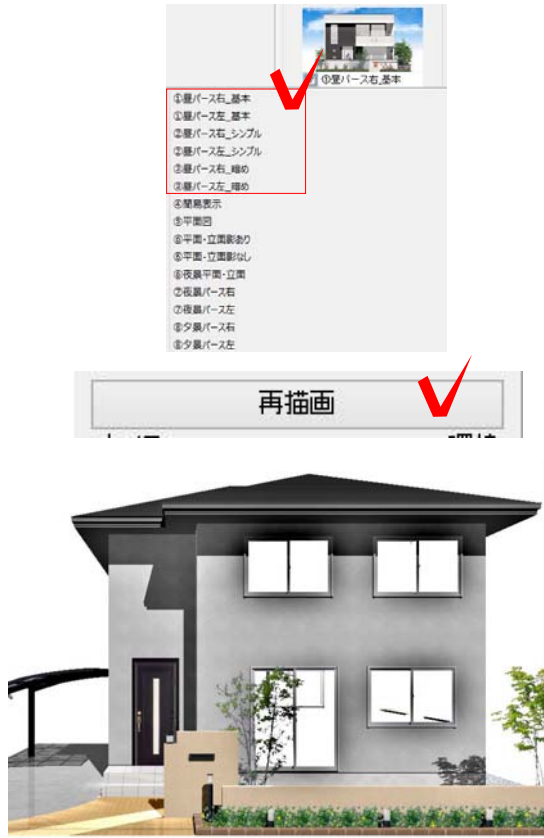 ①昼パース右_基本
①昼パース右_基本
①昼パース左_基本
②昼パース右_シンプル
②昼パース左_シンプル
③昼パース右_暗め
③昼パース左_暗め
④簡易表示
⑤平面図
⑥平面・立面影あり
⑥平面・立面影なし
⑥夜景平面・立面
⑦夜景パース右
⑦夜景パース左
⑧夕景パース右
⑧夕景パース左
再描画